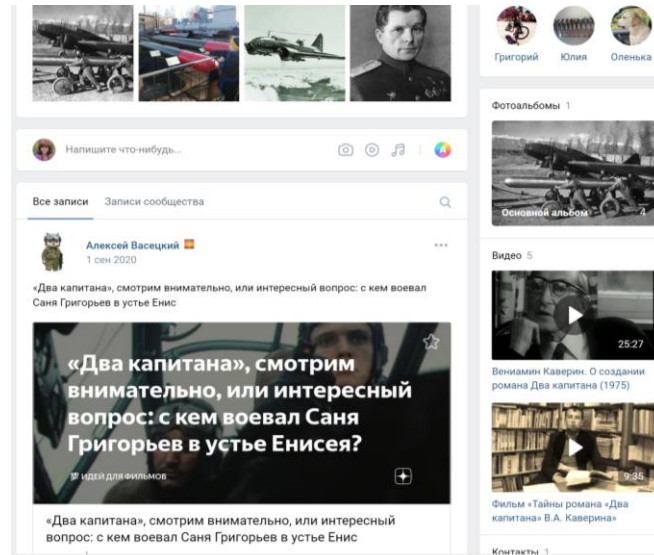 Напишите что-нибудь...
Все записи Записи сообщества
Алексей Васецкий
1 сен 2020
«Два капитана», смотрим внимательно, или интересный вопрос: с кем воевал
Саня Григорьев в устье Енис
«Два капитана», смотрим
внимательно, или интересный
вопрос: с кем воевал Саня
Григорьев в устье Енисея?
ИДЕЙ ДЛЯ ФИЛЬМОВ
«Два капитана», смотрим внимательно, или интересный
вопрос: с кем воевал Саня Григорьев в устье Енис
Григорий Юлия Оленька
Фотоальбомы 1
Основной альбом 4
Видео 5
25:27
Вениамин Каверин. О создании
романа Два капитана (1975)
9:35
Фильм «Тайны романа «Два
капитана» В.А. Каверина»
Контакты 1